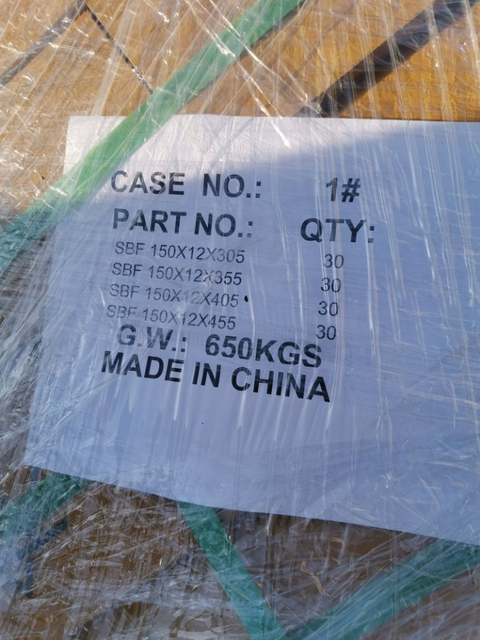 CASE NO.: 1#
PART NO.: QTY:
SBF 150X12X305 30
SBF 150X12X355 30
SBF 150X12X405 30
SBF 150X12X455 30
G.W.: 650KGS
MADE IN CHINA